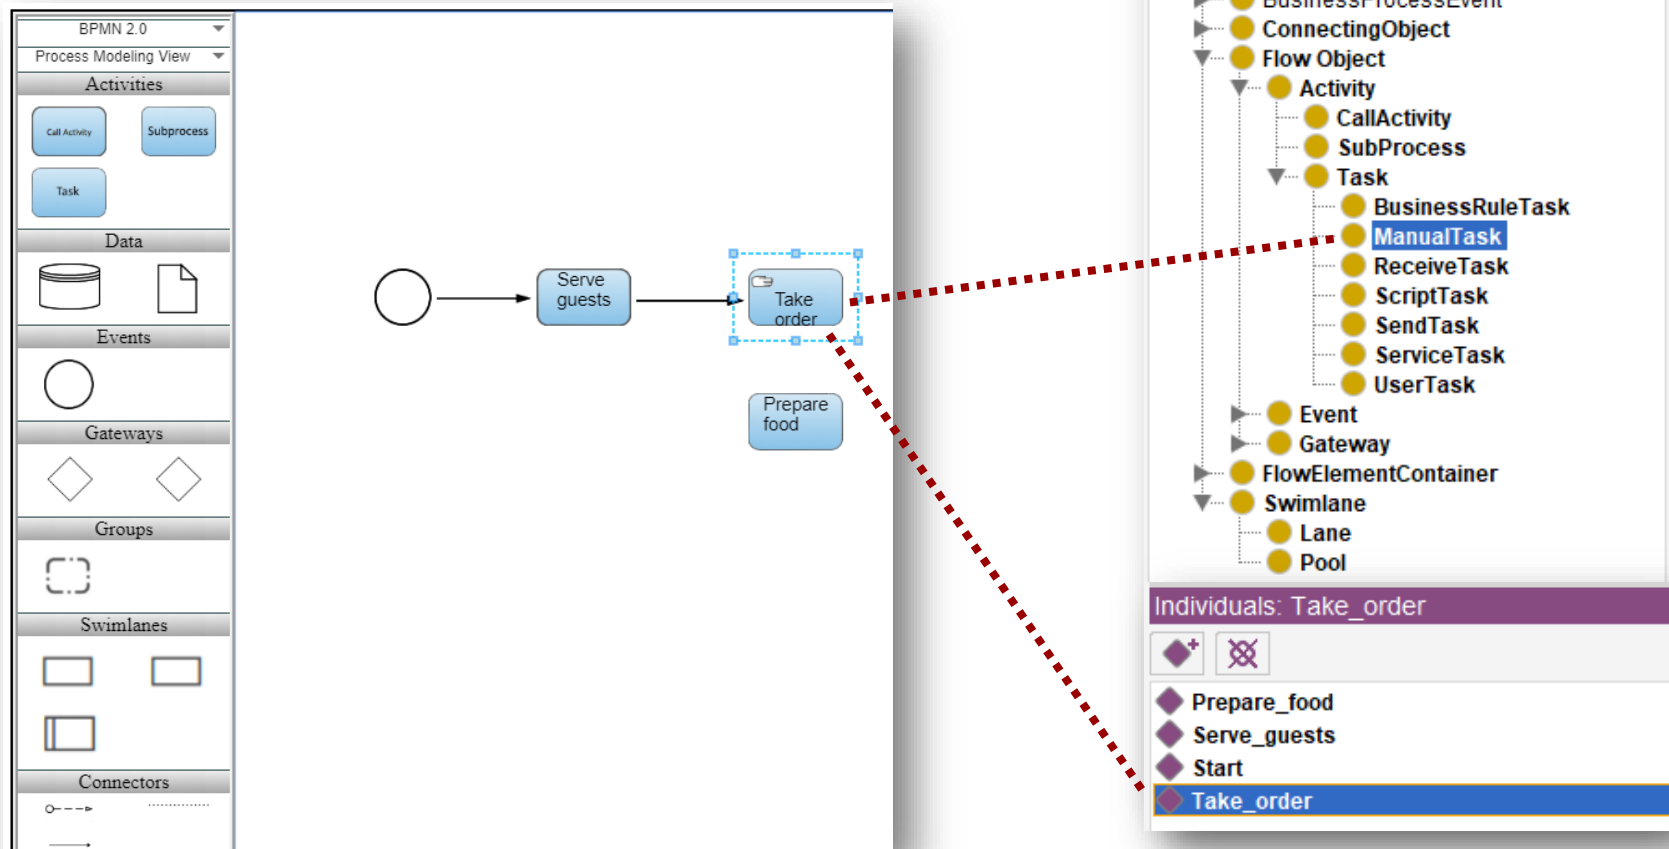 BPMN 2.0
Process Modeling View
Activities
Call Activity
Subprocess
Task
Data
Events
Gateways
Groups
Swimlanes
Connectors
Serve
guests
Take
order
Prepare
food
BusinessProcessEvent
ConnectingObject
Flow Object
Activity
CallActivity
SubProcess
Task
BusinessRuleTask
ManualTask
ReceiveTask
ScriptTask
SendTask
ServiceTask
UserTask
Event
Gateway
FlowElementContainer
Swimlane
Lane
Pool
Individuals: Take_order
Prepare_food
Serve_guests
Start
Take_order